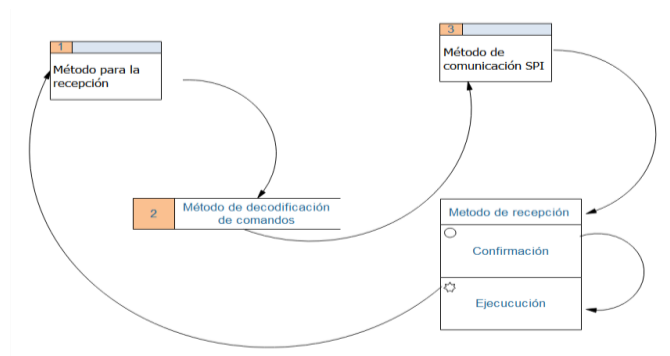 1
Método para la
recepción
3
Método de
comunicación SPI
2
Método de decodificación
de comandos
Metodo de recepción
Confirmación
Ejecucución